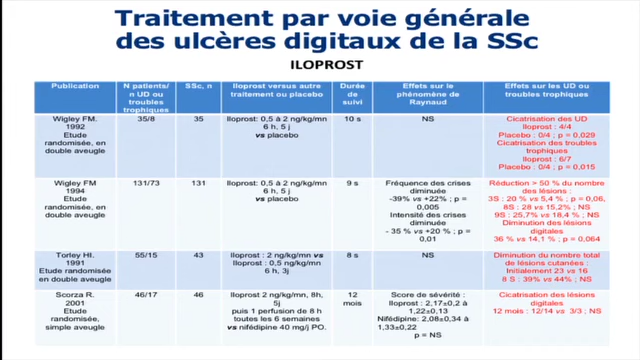 Traitement par voie générale
des ulcères digitaux de la SSc
ILOPROST
Publication
N patients/
n UD ou
troubles
trophiques
SSc, n
Iloprost versus autre
traitement ou placebo
Durée
de
suivi
Effets sur le
phénomène de
Raynaud
Effets sur les UD ou
troubles trophiques
Wigley FM.
1992
Etude
randomisée, en
double aveugle
35/8
35
Iloprost: 0,5 à 2 ng/kg/mn
6 h, 5 j
vs placebo
10 s
NS
Cicatrisation des UD
Iloprost : 4/4
Placebo : 0/4 ; p = 0,029
Cicatrisation des troubles
trophiques
Iloprost : 6/7
Placebo : 0/4 ; p = 0,015
Wigley FM
1994
Etude
randomisée, en
double aveugle
131/73
131
Iloprost: 0,5 à 2 ng/kg/mn
6 h, 5 j
vs placebo
9 s
Fréquence des crises
diminuée
-39% vs +22% ; p =
0,005
Intensité des crises
diminuée
- 35 % vs +20 % ; p =
0,01
Réduction > 50 % du nombre
des lésions :
3S : 20 % vs 5,4 % ; p = 0,06,
8S : 28 vs 15,2% ; NS
9S : 25,7% vs 18,4 % ; NS
Diminution des lésions
digitales
36 % vs 14,1 % ; p = 0,064
Torley HI.
1991
Etude randomisée
en double aveugle
55/15
43
Iloprost : 2 ng/kg/mn vs
Iloprost : 0,5 ng/kg/mn
6 h, 3j
8 s
NS
Diminution du nombre total
de lésions cutanées :
Initialement 23 vs 16
8 S : 39% vs 44% ; NS
Scorza R.
2001
Etude
randomisée,
simple aveugle
46/17
46
Iloprost 2 ng/kg/mn, 8h,
5j
puis 1 perfusion de 8 h
toutes les 6 semaines
vs nifédipine 40 mg/j PO.
12
mois
Score de sévérité :
Iloprost : 2,17±0,2 à
1,22±0,13
Nifédipine: 2,08±0,34 à
1,33±0,22
p = NS
Cicatrisation des lésions
digitales
12 mois : 12/14 vs 3/3 ; NS